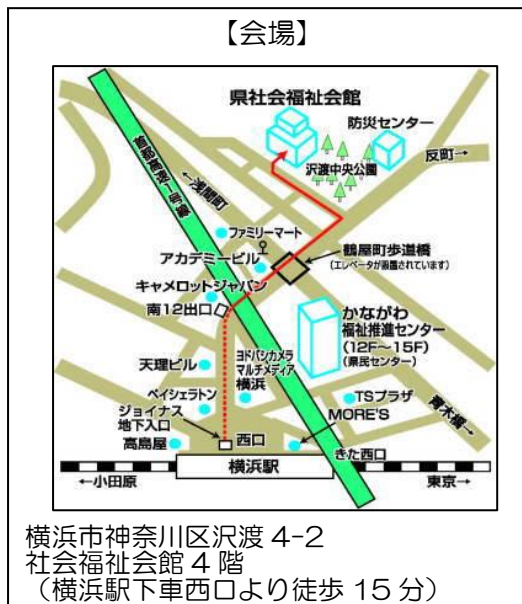 【会場】
県社会福祉会館
防災センター
反町→
沢渡中央公園
首都高速一般有料
←浅間町
ファミリーマート
鶴屋町歩道橋
(エレベータが設置されています)
アカデミービル
キャメロットジャパン
南12出口
かながわ
福祉推進センター
(12F～15F)
(県民センター)
天理ビル
ヨドバシカメラ
マルチメディア
横浜
ベイシェラトン
TSプラザ
ジョイナス
地下入口
MORE'S
青木橋→
高島屋
西口
きた西口
横浜駅
←小田原
東京→
横浜市神奈川区沢渡 4-2
社会福祉会館 4 階
（横浜駅下車西口より徒歩 15 分）